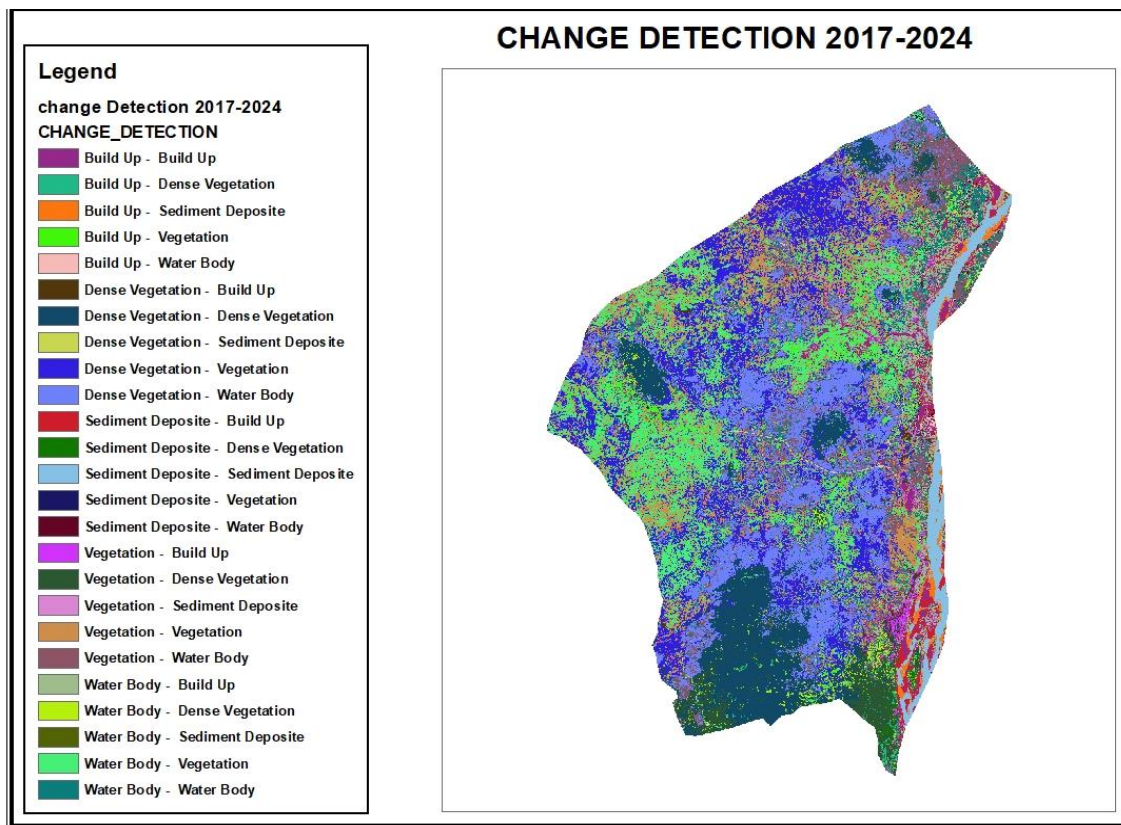 CHANGE DETECTION 2017-2024
Legend
change Detection 2017-2024
CHANGE_DETECTION
Build Up - Build Up
Build Up - Dense Vegetation
Build Up - Sediment Deposite
Build Up - Vegetation
Build Up - Water Body
Dense Vegetation - Build Up
Dense Vegetation - Dense Vegetation
Dense Vegetation - Sediment Deposite
Dense Vegetation - Vegetation
Dense Vegetation - Water Body
Sediment Deposite - Build Up
Sediment Deposite - Dense Vegetation
Sediment Deposite - Sediment Deposite
Sediment Deposite - Vegetation
Sediment Deposite - Water Body
Vegetation - Build Up
Vegetation - Dense Vegetation
Vegetation - Sediment Deposite
Vegetation - Vegetation
Vegetation - Water Body
Water Body - Build Up
Water Body - Dense Vegetation
Water Body - Sediment Deposite
Water Body - Vegetation
Water Body - Water Body